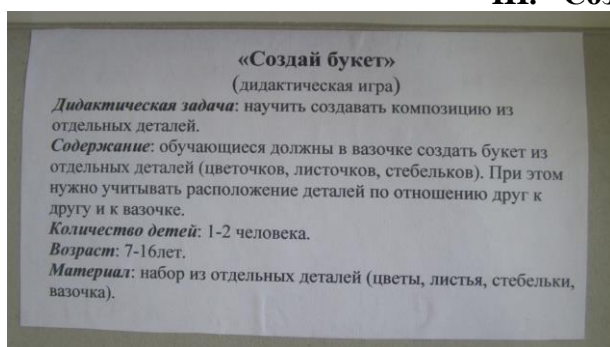 «Создай букет»
(дидактическая игра)
Дидактическая задача: научить создавать композицию из
отдельных деталей.
Содержание: обучающиеся должны в вазочке создать букет из
отдельных деталей (цветочков, листочков, стебельков). При этом
нужно учитывать расположение деталей по отношению друг к
другу и к вазочке.
Количество детей: 1-2 человека.
Возраст: 7-16лет.
Материал: набор из отдельных деталей (цветы, листья, стебельки,
вазочка).